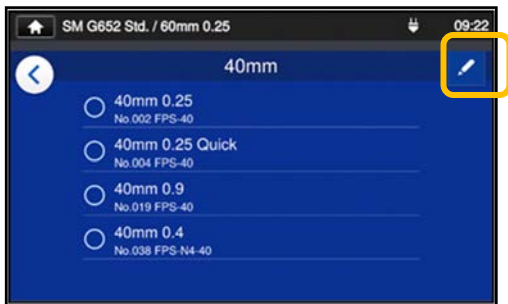 SM G652 Std. / 60mm 0.25 09:22
40mm
40mm 0.25
No.002 FPS-40
40mm 0.25 Quick
No.004 FPS-40
40mm 0.9
No.019 FPS-40
40mm 0.4
No.038 FPS-N4-40